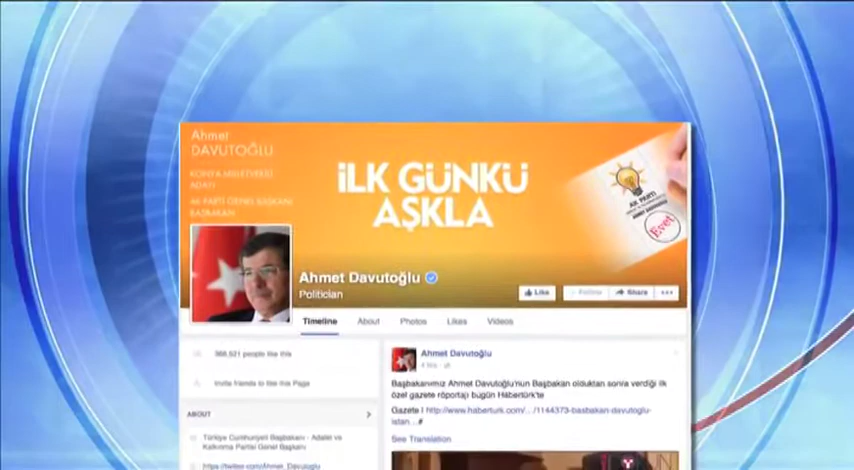 Ahmet
DAVUTOĞLU
KONYA MİLLETVEKİLİ
ADAYI
AK PARTİ GENEL BAŞKANI
BAŞBAKAN
İLK GÜNKÜ
AŞKLA
AK PARTİ
Evet
Ahmet Davutoğlu
Politician
Like
Follow
Share
Timeline
About
Photos
Likes
Videos
368,521 people like this
Invite friends to like this Page
ABOUT
Türkiye Cumhuriyeti Başbakanı - Adalet ve
Kalkınma Partisi Genel Başkanı
https://twitter.com/Ahmet_Davutoglu
Ahmet Davutoğlu
4 hrs
Başbakanımız Ahmet Davutoğlu'nun Başbakan olduktan sonra verdiği ilk
özel gazete röportajı bugün Habertürk'te
Gazete | http://www.haberturk.com/.../1144373-basbakan-davutoglu-
istan...#
See Translation